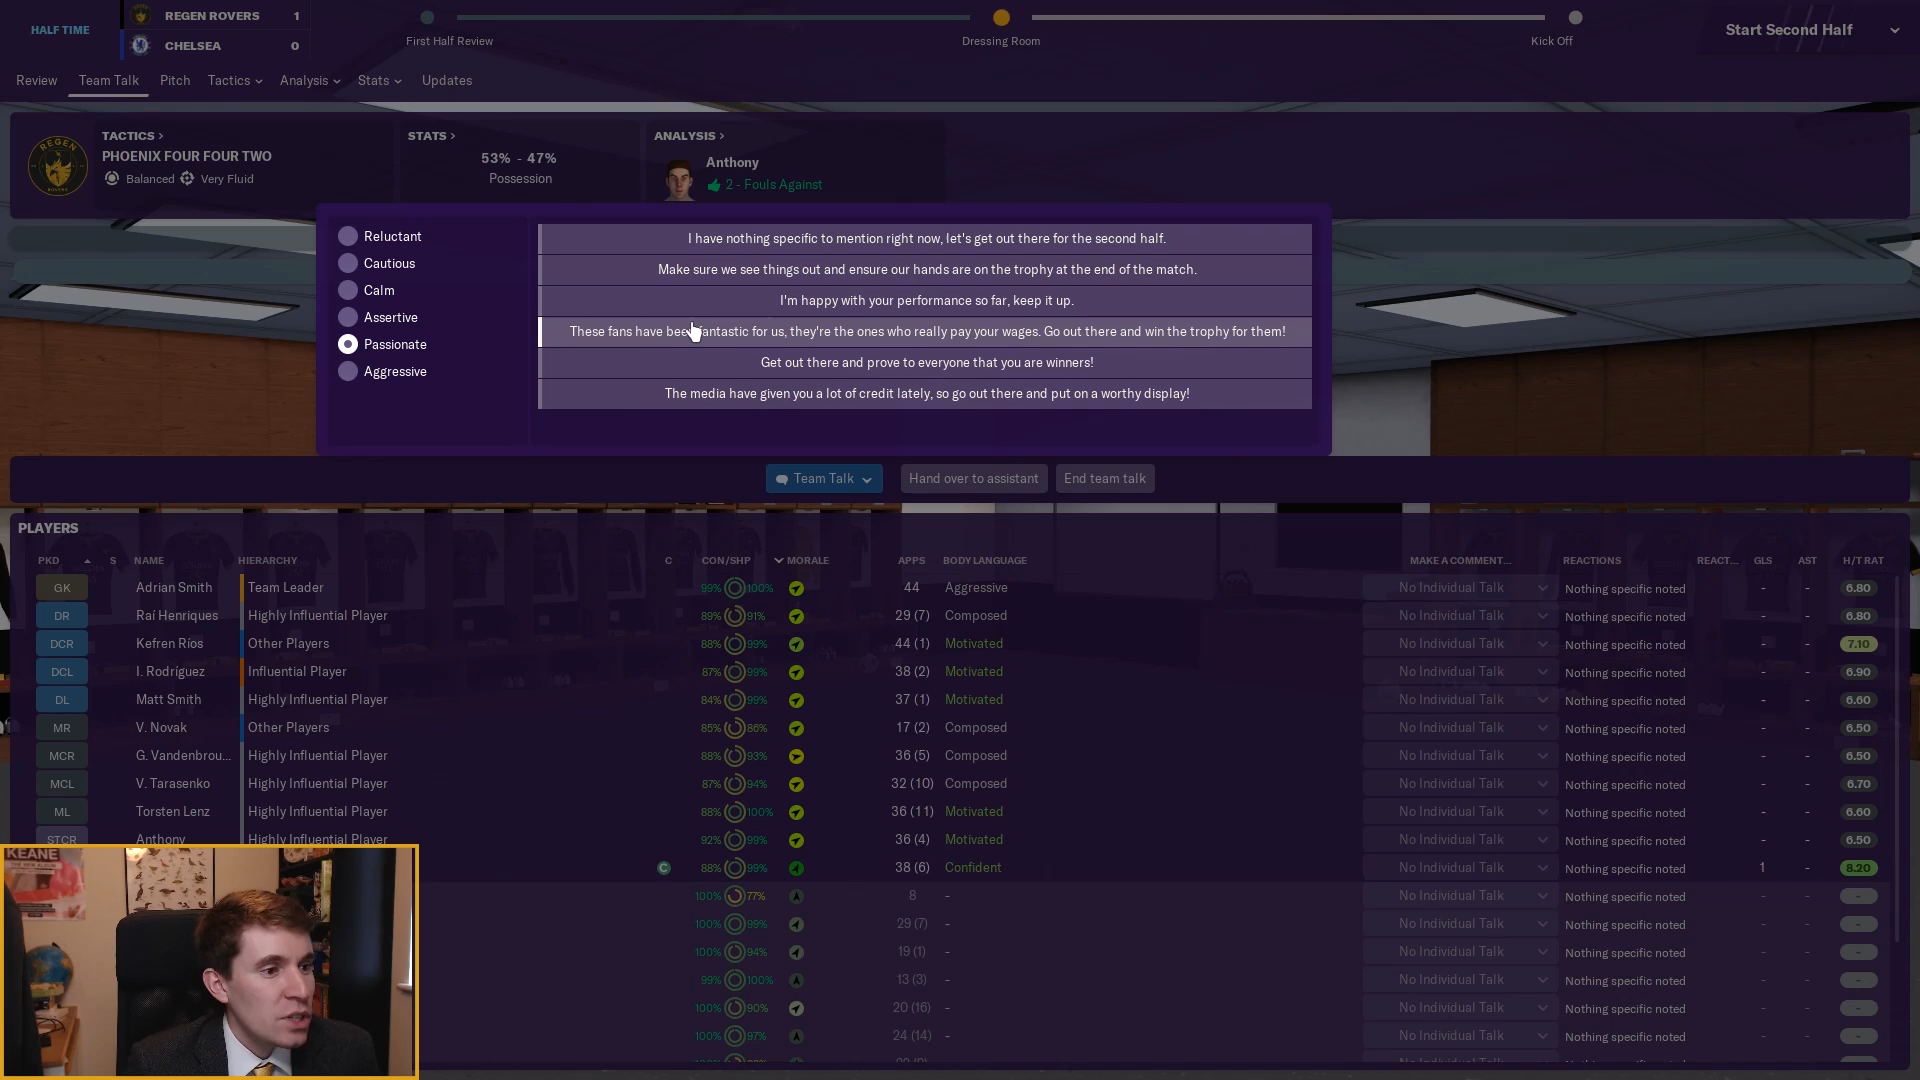 HALF TIME
REGEN ROVERS 1
CHELSEA 0
First Half Review
Dressing Room
Kick Off
Start Second Half
Review Team Talk Pitch Tactics Analysis Stats Updates
REGEN ROVERS
TACTICS >
PHOENIX FOUR FOUR TWO
Balanced Very Fluid
STATS >
53% - 47%
Possession
ANALYSIS >
Anthony
2 - Fouls Against
Reluctant
Cautious
Calm
Assertive
Passionate
Aggressive
I have nothing specific to mention right now, let's get out there for the second half.
Make sure we see things out and ensure our hands are on the trophy at the end of the match.
I'm happy with your performance so far, keep it up.
These fans have been fantastic for us, they're the ones who really pay your wages. Go out there and win the trophy for them!
Get out there and prove to everyone that you are winners!
The media have given you a lot of credit lately, so go out there and put on a worthy display!
Team Talk Hand over to assistant End team talk
PLAYERS
PKD S NAME HIERARCHY C CON/SHP MORALE APPS BODY LANGUAGE MAKE A COMMENT... REACTIONS REACT... GLS AST H/T RAT
GK Adrian Smith Team Leader 99% 100% 44 Aggressive No Individual Talk Nothing specific noted - - 6.80
DR Raí Henriques Highly Influential Player 89% 91% 29 (7) Composed No Individual Talk Nothing specific noted - - 6.80
DCR Kefren Ríos Other Players 88% 99% 44 (1) Motivated No Individual Talk Nothing specific noted - - 7.10
DCL I. Rodríguez Influential Player 87% 99% 38 (2) Motivated No Individual Talk Nothing specific noted - - 6.90
DL Matt Smith Highly Influential Player 84% 99% 37 (1) Motivated No Individual Talk Nothing specific noted - - 6.60
MR V. Novak Other Players 85% 86% 17 (2) Composed No Individual Talk Nothing specific noted - - 6.50
MCR G. Vandenbrou... Highly Influential Player 88% 93% 36 (5) Composed No Individual Talk Nothing specific noted - - 6.50
MCL V. Tarasenko Highly Influential Player 87% 94% 32 (10) Composed No Individual Talk Nothing specific noted - - 6.70
ML Torsten Lenz Highly Influential Player 88% 100% 36 (11) Motivated No Individual Talk Nothing specific noted - - 6.60
STCR Anthony Highly Influential Player 92% 99% 36 (4) Motivated No Individual Talk Nothing specific noted - - 6.50
C 88% 99% 38 (6) Confident No Individual Talk Nothing specific noted 1 - 8.20
100% 77% 8 - No Individual Talk Nothing specific noted - - -
100% 99% 29 (7) - No Individual Talk Nothing specific noted - - -
100% 94% 19 (1) - No Individual Talk Nothing specific noted - - -
99% 100% 13 (3) - No Individual Talk Nothing specific noted - - -
100% 90% 20 (16) - No Individual Talk Nothing specific noted - - -
100% 97% 24 (14) - No Individual Talk Nothing specific noted - - -
No Individual Talk Nothing specific noted
KEANE
THE NEW ALBUM